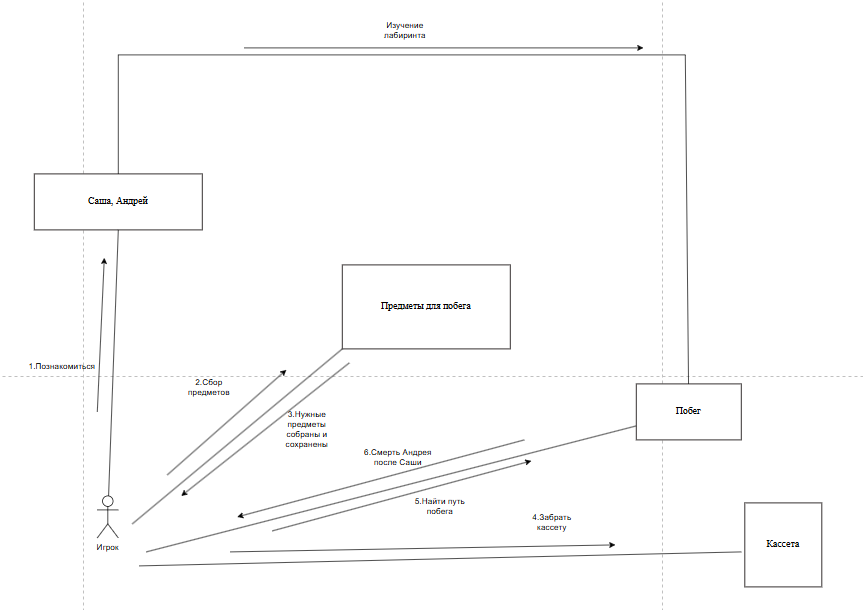 Изучение
лабиринта
Саша, Андрей
Предметы для побега
1.Познакомиться
2.Сбор
предметов
3.Нужные
предметы
собраны и
сохранены
Побег
6.Смерть Андрея
после Саши
5.Найти путь
побега
4.Забрать
кассету
Кассета
Игрок